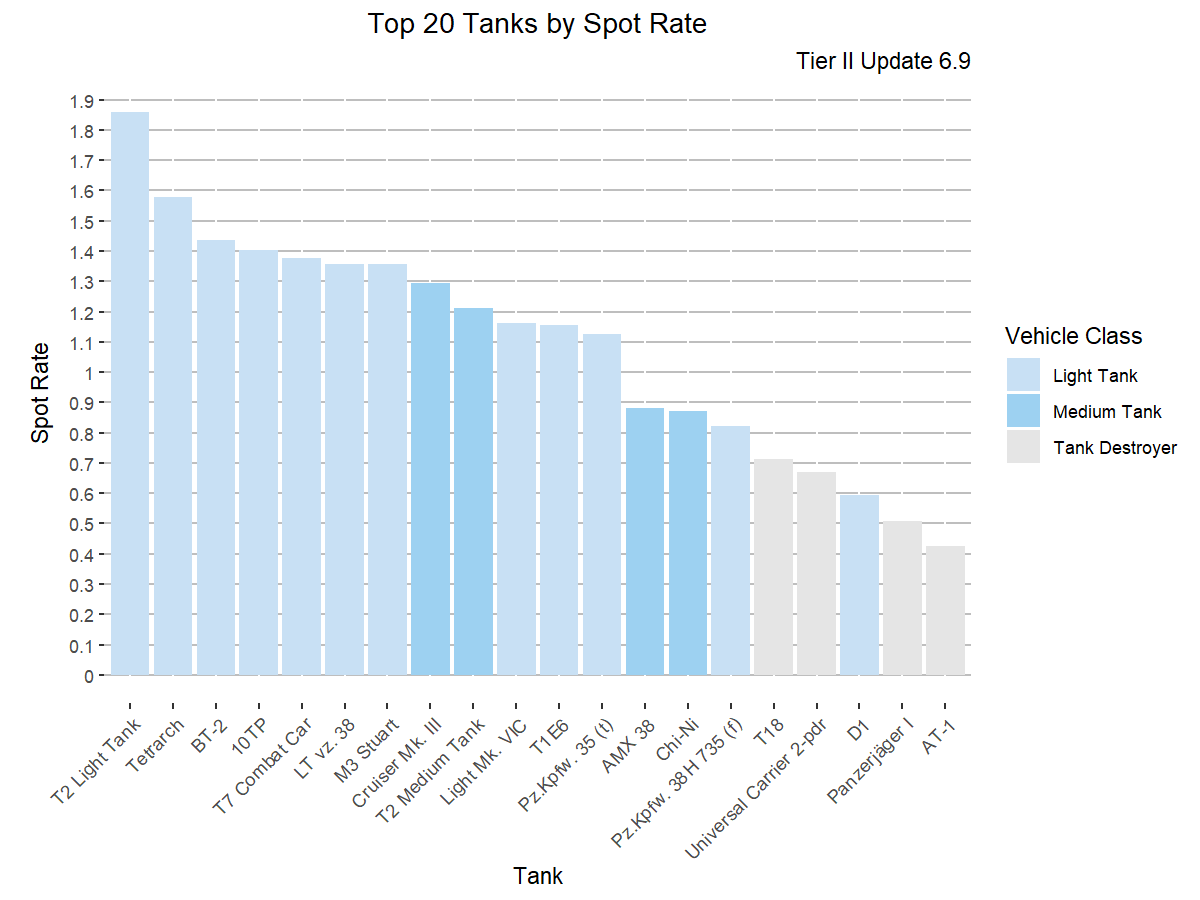 Top 20 Tanks by Spot Rate
Tier II Update 6.9
1.9
1.8
1.7
1.6
1.5
1.4
1.3
1.2
1.1
1
0.9
0.8
0.7
0.6
0.5
0.4
0.3
0.2
0.1
0
Spot Rate
T2 Light Tank
Tetrarch
BT-2
10TP
T7 Combat Car
LT vz. 38
M3 Stuart
Cruiser Mk. III
T2 Medium Tank
Light Mk. VIC
T1E6
Pz.Kpfw. 35 (t)
AMX 38
Chi-Ni
Pz.Kpfw. 38H 735 (f)
T18
Universal Carrier 2-pdr
D1
Panzerjäger I
AT-1
Tank
Vehicle Class
Light Tank
Medium Tank
Tank Destroyer